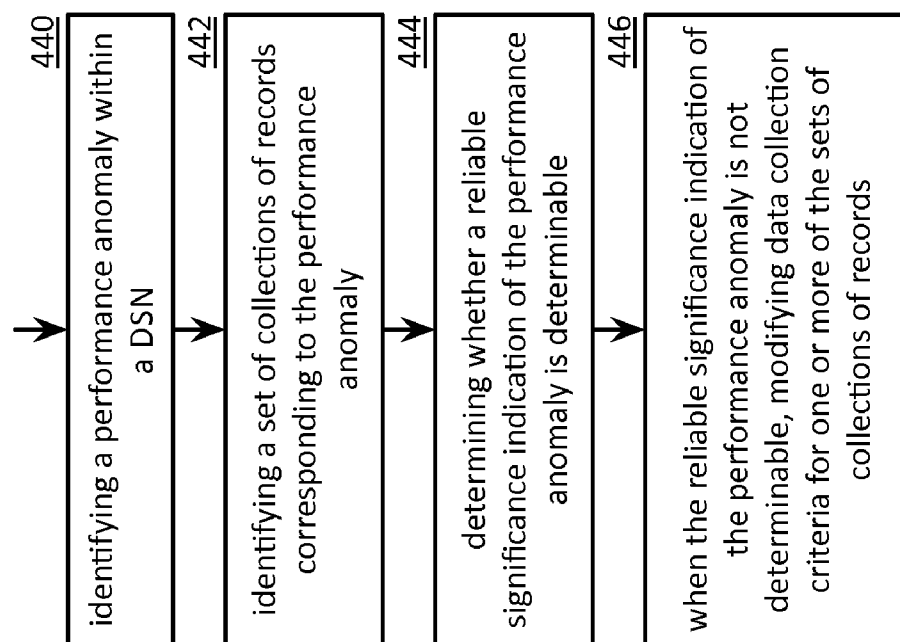 440
identifying a performance anomaly within
a DSN
442
identifying a set of collections of records
corresponding to the performance
anomaly
444
determining whether a reliable
significance indication of the performance
anomaly is determinable
446
when the reliable significance indication of
the performance anomaly is not
determinable, modifying data collection
criteria for one or more of the sets of
collections of records